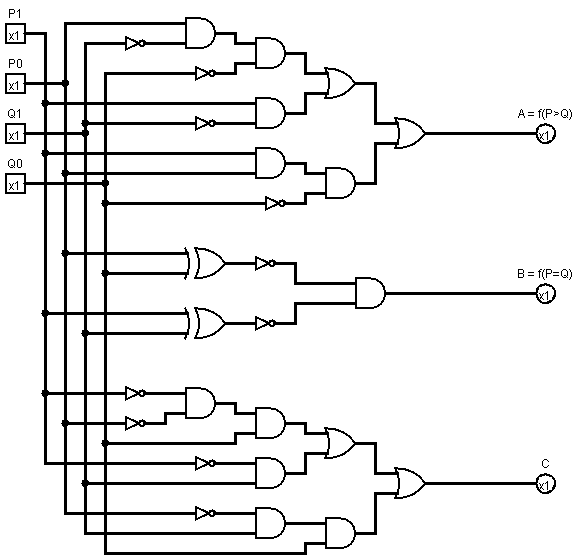 P1
x1
P0
x1
Q1
x1
Q0
x1
A = f(P>Q)
x1
B = f(P=Q)
x1
C
x1